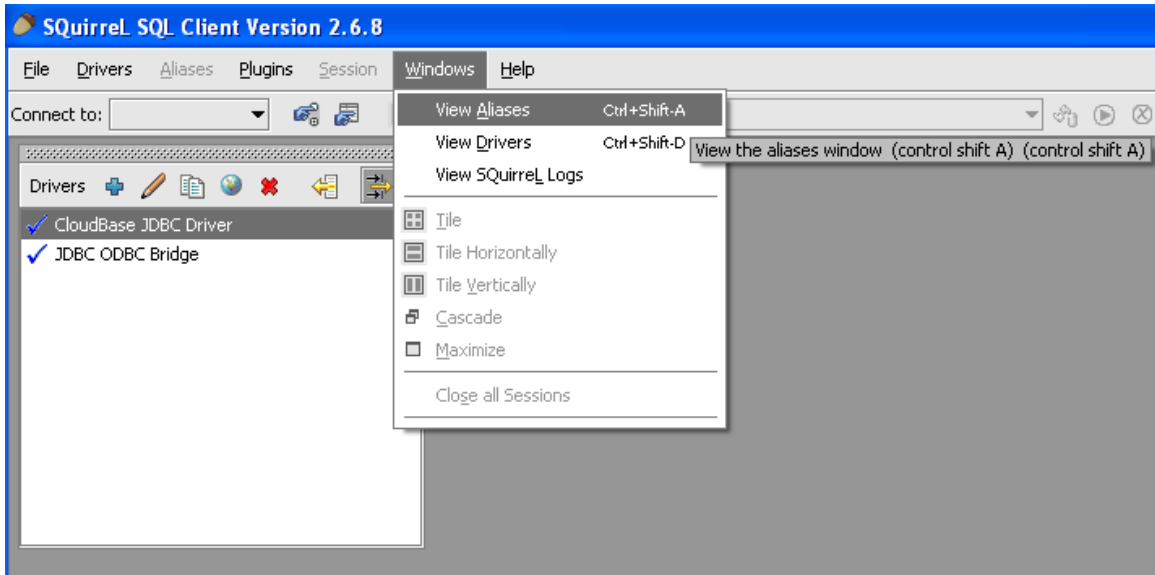 SQuirreL SQL Client Version 2.6.8
File Drivers Aliases Plugins Session Windows Help
Connect to:
View Aliases Ctrl+Shift-A
View Drivers Ctrl+Shift-D
View the aliases window (control shift A) (control shift A)
View SQuirreL Logs
Tile
Tile Horizontally
Tile Vertically
Cascade
Maximize
Close all Sessions
Drivers
CloudBase JDBC Driver
JDBC ODBC Bridge